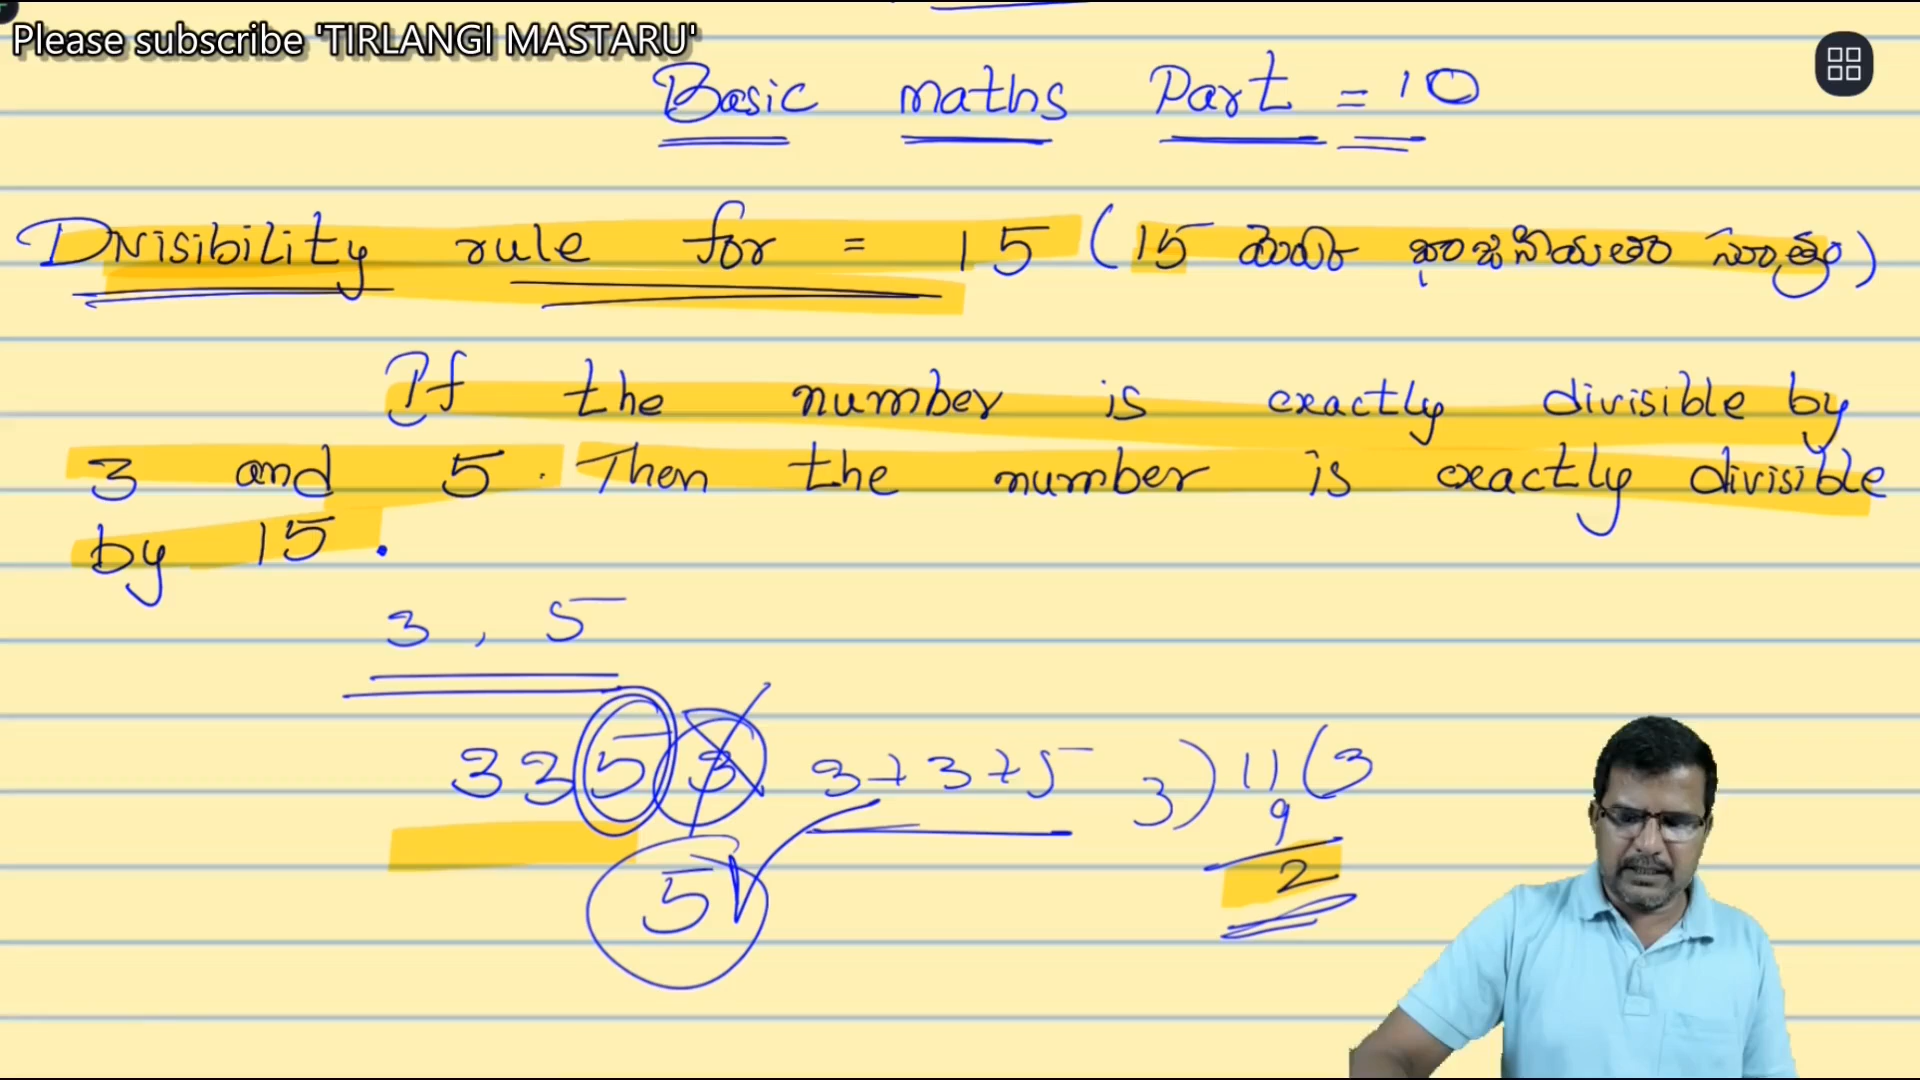 Please subscribe 'TIRLANGI MASTARU'
Basic maths Part = 10
Divisibility rule for = 15 (15 యొక్క భాజనీయతా సూత్రం)
If the number is exactly divisible by
3 and 5. Then the number is exactly divisible
by 15.
3, 5
3353 3+3+5 3) 11 (3
9
5 2